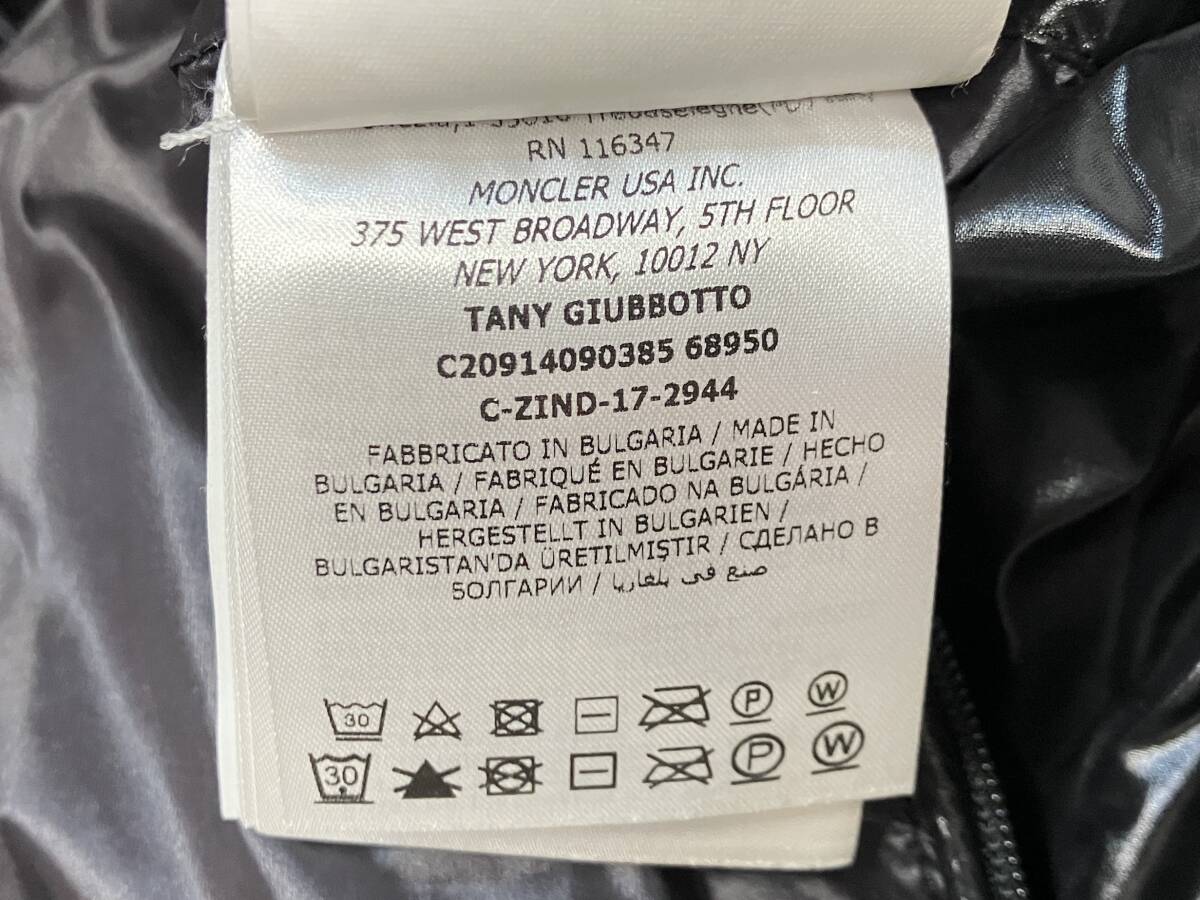 RN 116347
MONCLER USA INC.
375 WEST BROADWAY, 5TH FLOOR
NEW YORK, 10012 NY
TANY GIUBBOTTO
C20914090385 68950
C-ZIND-17-2944
FABBRICATO IN BULGARIA / MADE IN
BULGARIA / FABRIQUÉ EN BULGARIE / HECHO
EN BULGARIA / FABRICADO NA BULGÁRIA /
HERGESTELLT IN BULGARIEN /
BULGARISTAN'DA ÜRETILMIŞTIR / СДЕЛАНО В
БОЛГАРИИ / صنع في بلغاريا
30 P W
30 P W